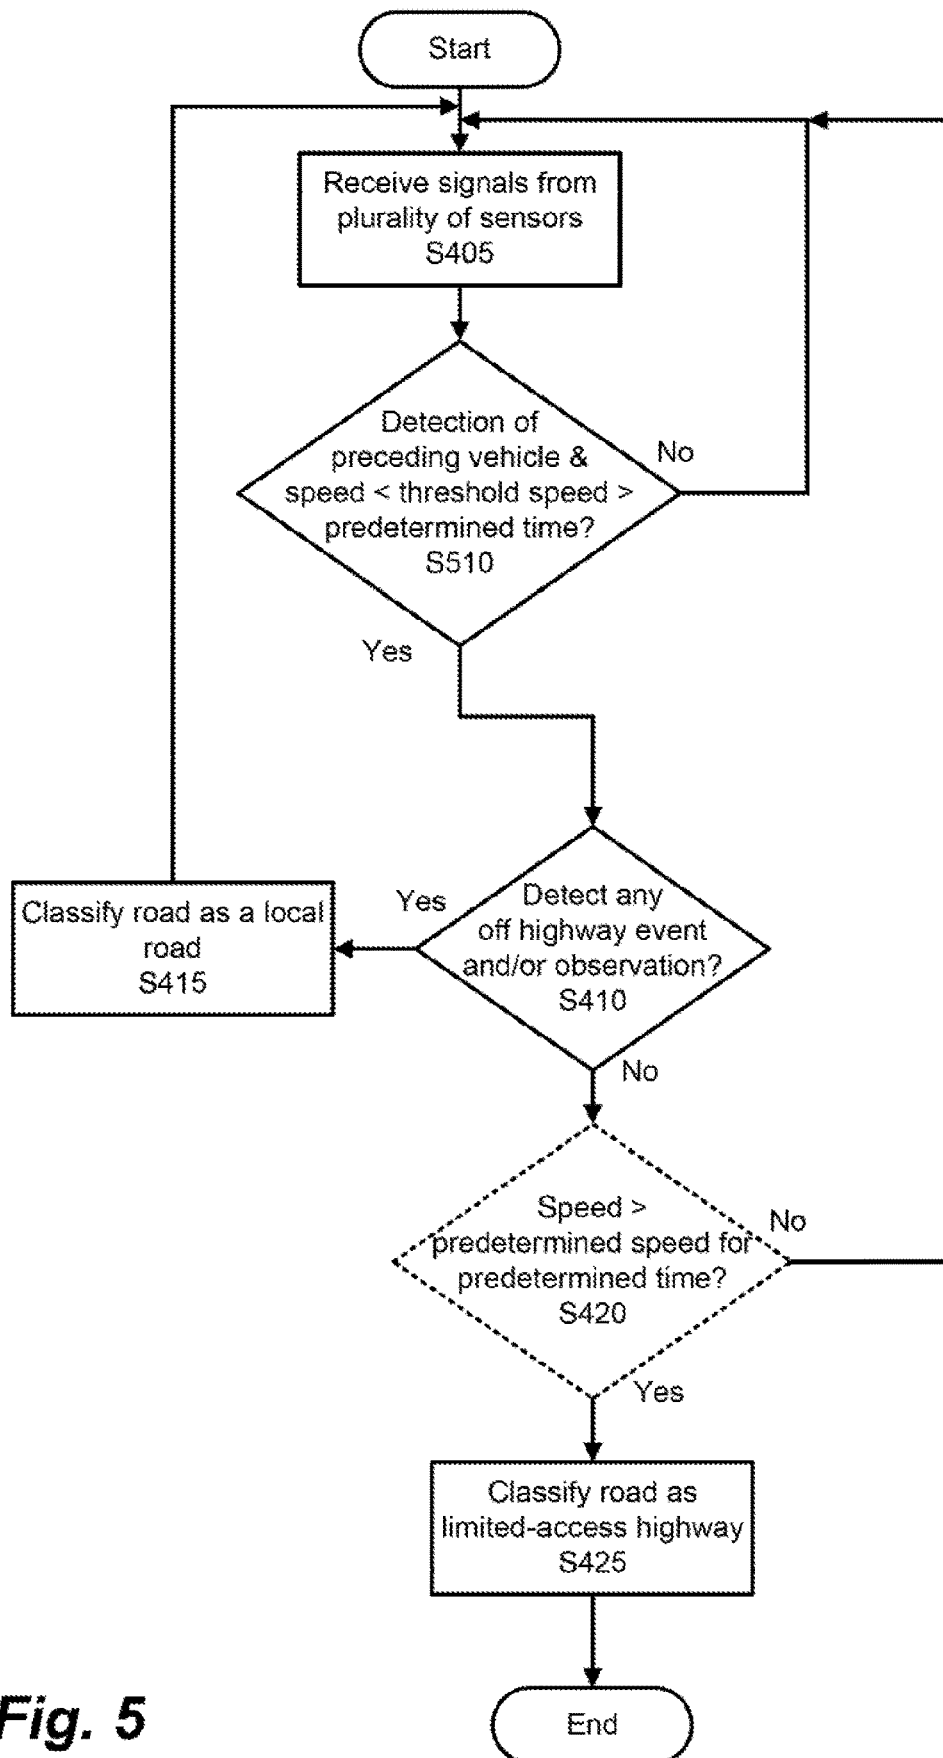 Start
Receive signals from
plurality of sensors
S405
Detection of
preceding vehicle &
speed < threshold speed >
predetermined time?
S510
No
Yes
Detect any
off highway event
and/or observation?
S410
Yes
Classify road as a local
road
S415
No
Speed >
predetermined speed for
predetermined time?
S420
No
Yes
Classify road as
limited-access highway
S425
End
Fig. 5